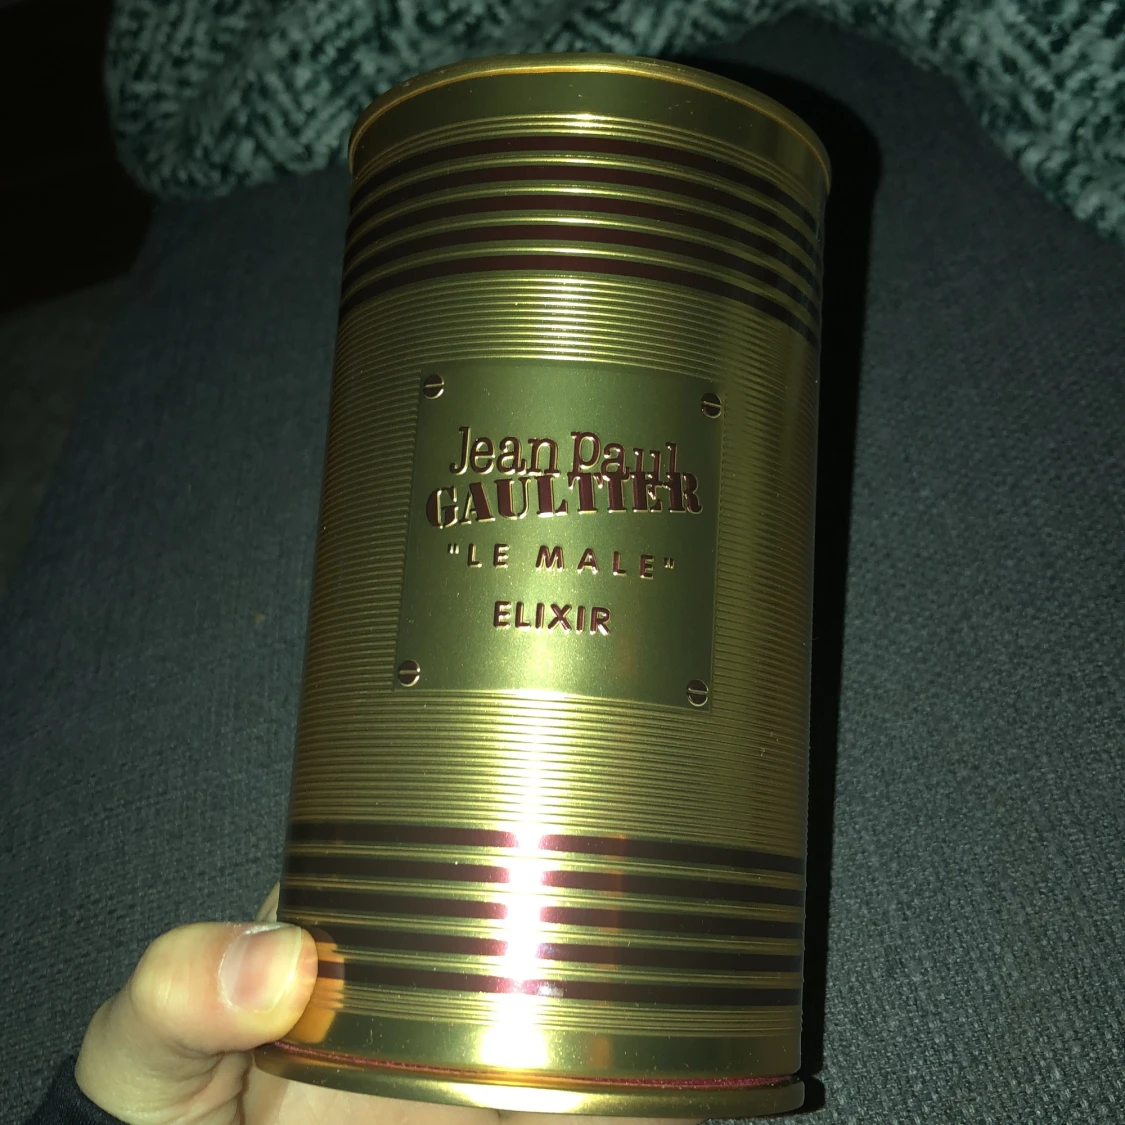 Jean Paul
GAULTIER
"LE MALE"
ELIXIR